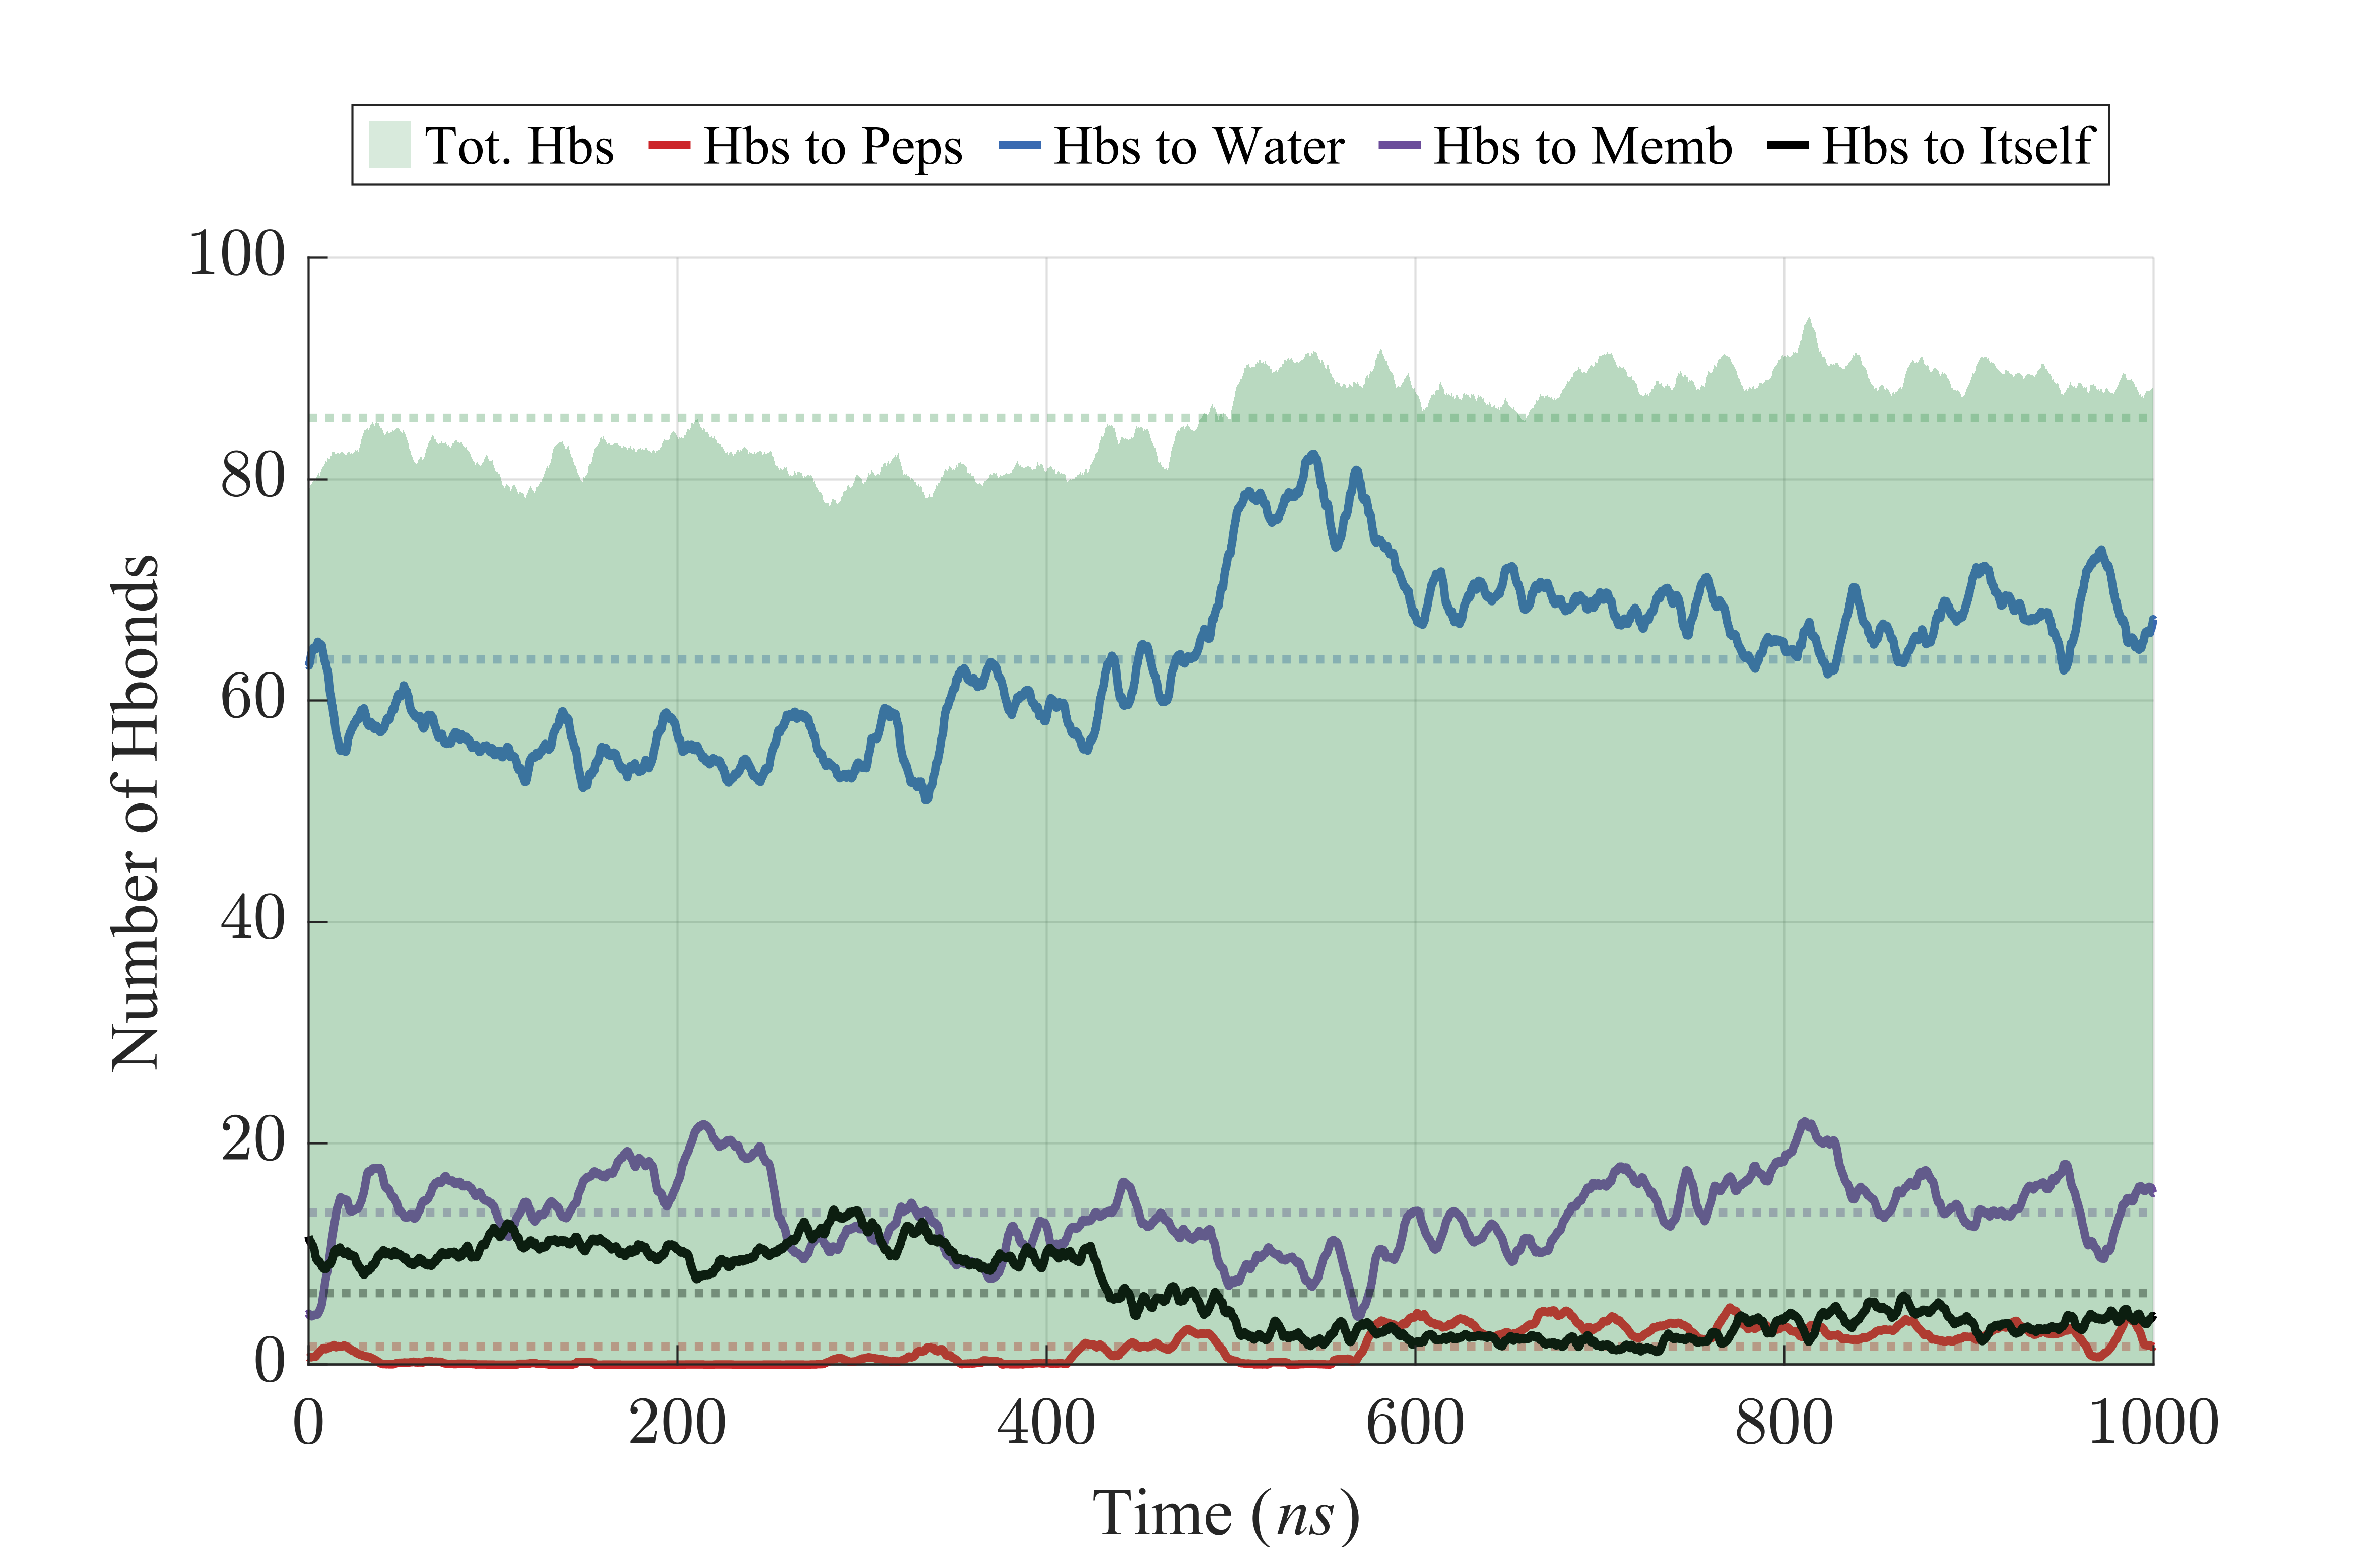 Tot. Hbs Hbs to Peps Hbs to Water Hbs to Memb Hbs to Itself
100
80
60
40
20
0
Number of Hbonds
0 200 400 600 800 1000
Time (ns)